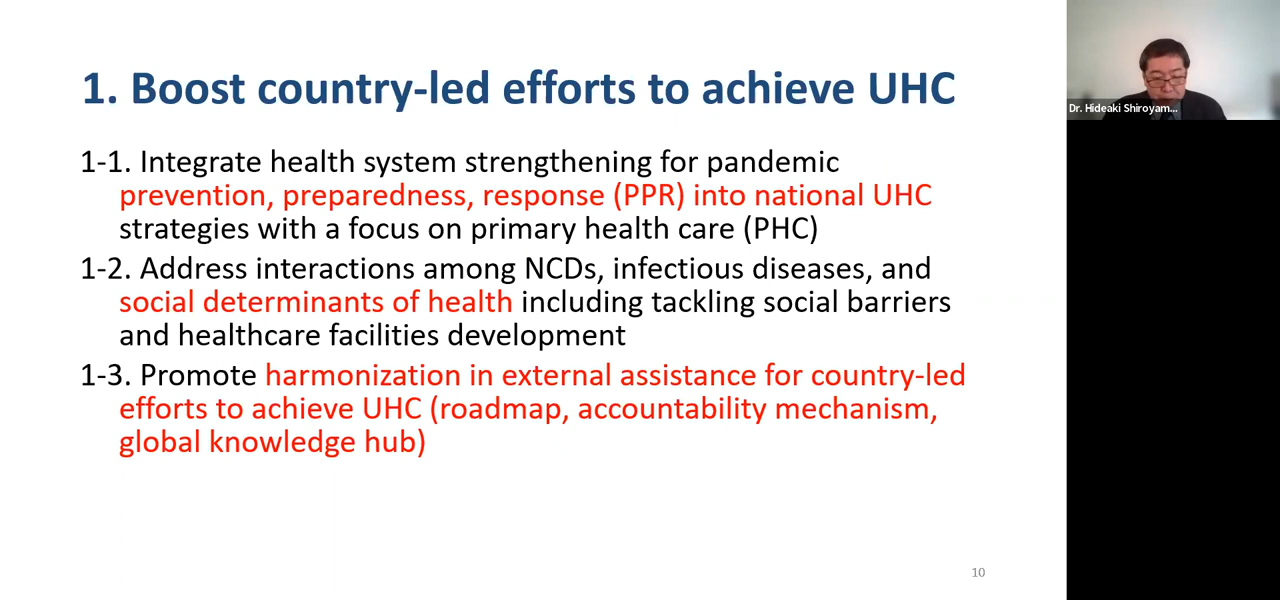 1. Boost country-led efforts to achieve UHC
1-1. Integrate health system strengthening for pandemic
prevention, preparedness, response (PPR) into national UHC
strategies with a focus on primary health care (PHC)
1-2. Address interactions among NCDs, infectious diseases, and
social determinants of health including tackling social barriers
and healthcare facilities development
1-3. Promote harmonization in external assistance for country-led
efforts to achieve UHC (roadmap, accountability mechanism,
global knowledge hub)
10
Dr. Hideaki Shiroyam...